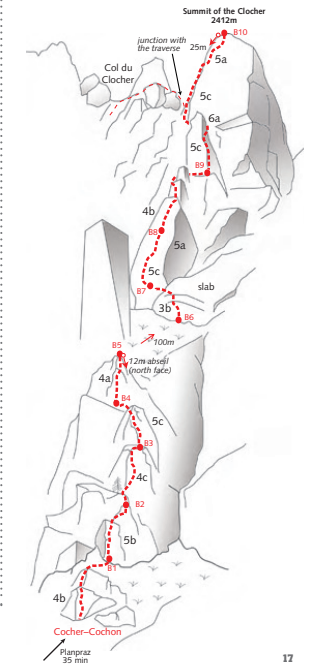 Summit of the Clocher
2412m
B10
25m
5a
junction with
the traverse
Col du
Clocher
5c
6a
5c
B9
4b
B8
5a
5c
B7
slab
3b
B6
100m
B5
12m abseil
(north face)
4a
B4
5c
B3
4c
B2
5b
B1
4b
Cocher–Cochon
Planpraz
35 min
17